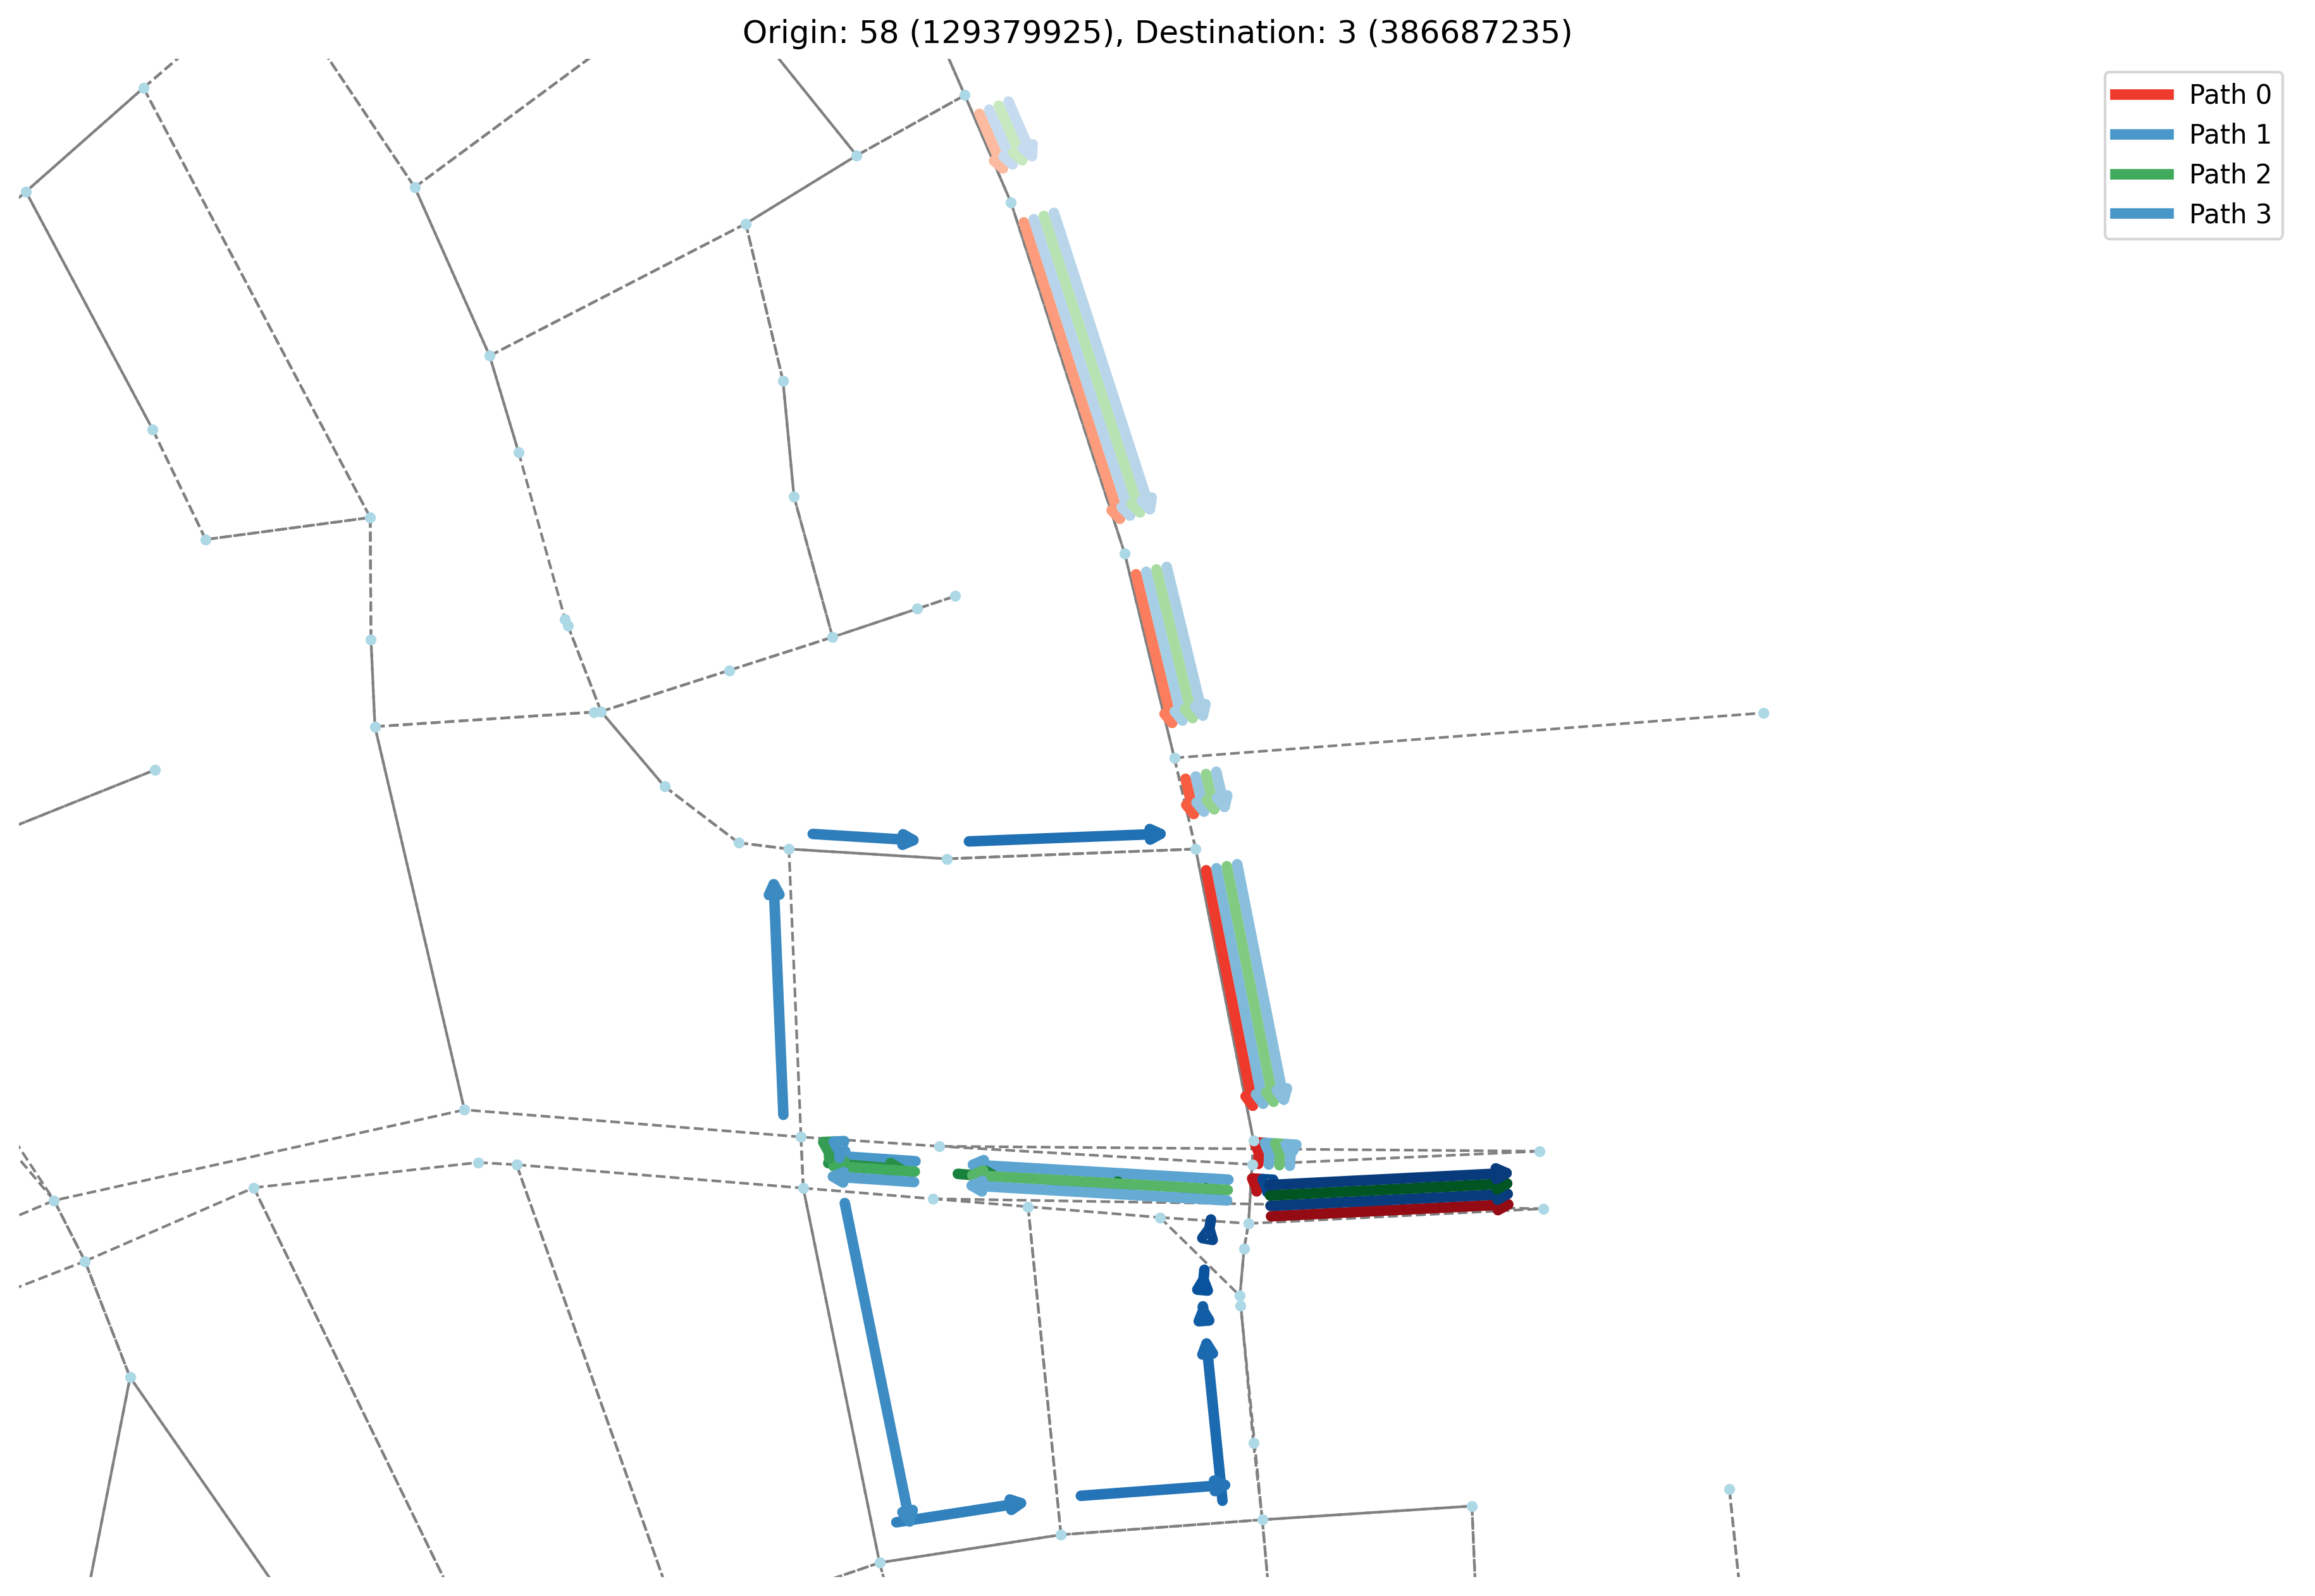 Origin: 58 (129379925), Destination: 3 (386687235)
Path 0
Path 1
Path 2
Path 3